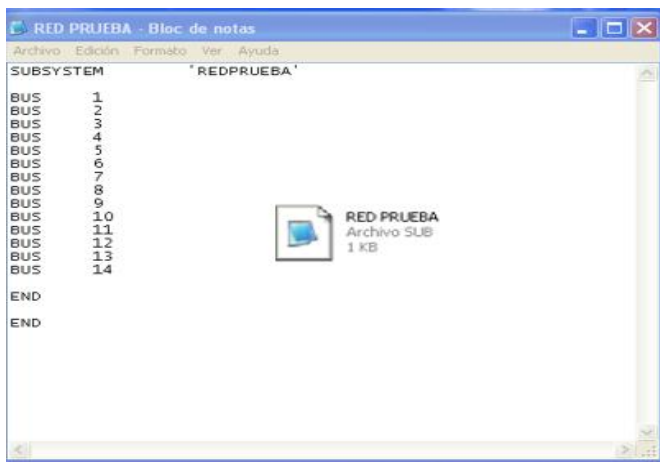 RED PRUEBA - Bloc de notas
Archivo Edición Formato Ver Ayuda
SUBSYSTEM 'REDPRUEBA'
BUS 1
BUS 2
BUS 3
BUS 4
BUS 5
BUS 6
BUS 7
BUS 8
BUS 9
BUS 10
BUS 11
BUS 12
BUS 13
BUS 14
END
END
RED PRUEBA
Archivo SUB
1 KB